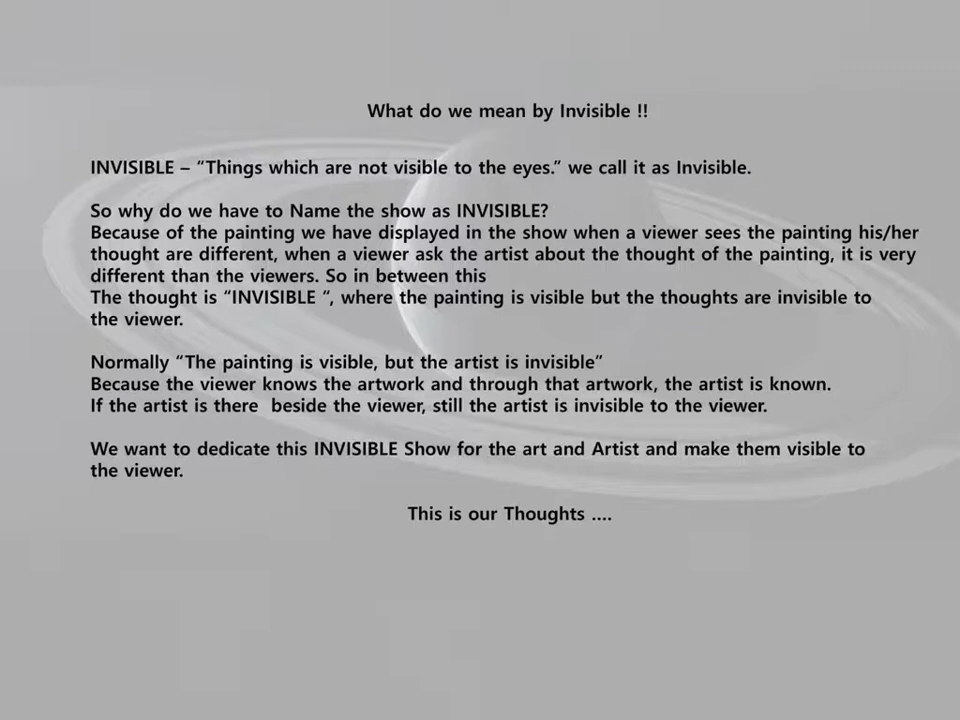 What do we mean by Invisible !!
INVISIBLE – “Things which are not visible to the eyes.” we call it as Invisible.
So why do we have to Name the show as INVISIBLE?
Because of the painting we have displayed in the show when a viewer sees the painting his/her
thought are different, when a viewer ask the artist about the thought of the painting, it is very
different than the viewers. So in between this
The thought is “INVISIBLE “, where the painting is visible but the thoughts are invisible to
the viewer.
Normally “The painting is visible, but the artist is invisible”
Because the viewer knows the artwork and through that artwork, the artist is known.
If the artist is there  beside the viewer, still the artist is invisible to the viewer.
We want to dedicate this INVISIBLE Show for the art and Artist and make them visible to
the viewer.
This is our Thoughts ....